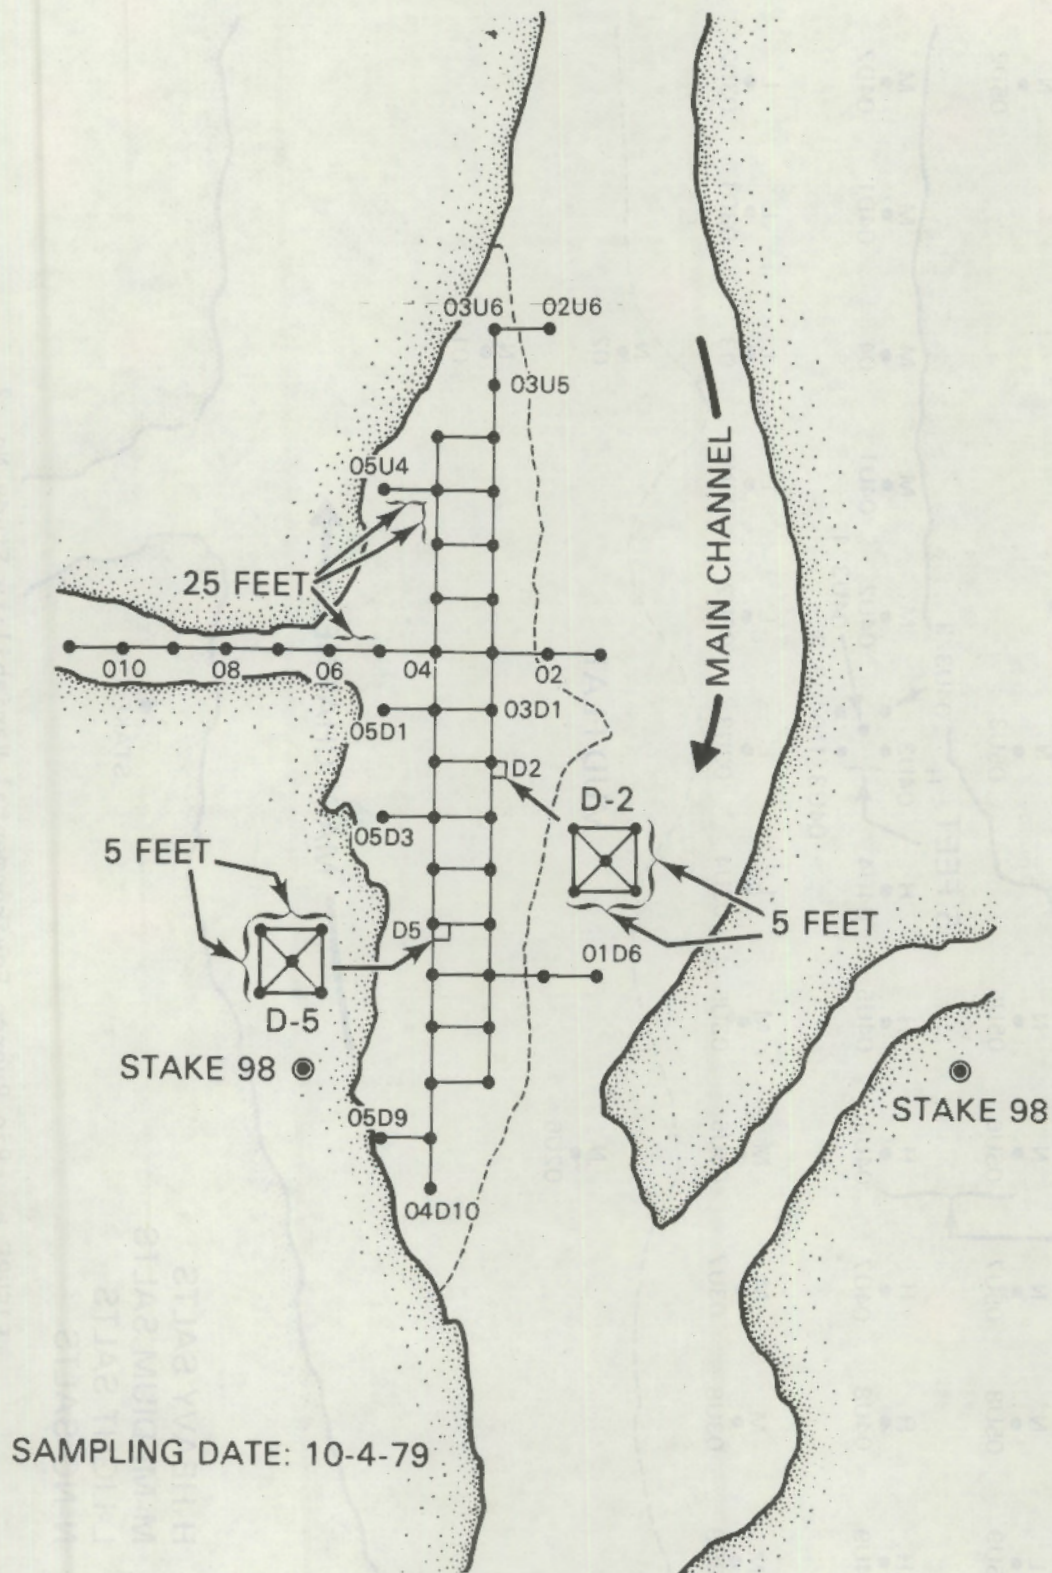 03U6 02U6
03U5
05U4
25 FEET
MAIN CHANNEL
010 08 06 04 02
05D1 03D1
D2
D-2
05D3
5 FEET
D5
5 FEET
01D6
D-5
STAKE 98
STAKE 98
05D9
04D10
SAMPLING DATE: 10-4-79